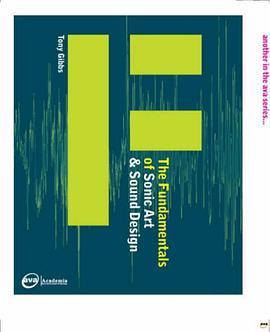 another in the ava series...
Tony Gibbs
The Fundamentals
of Sonic Art
& Sound Design
ava
Academia